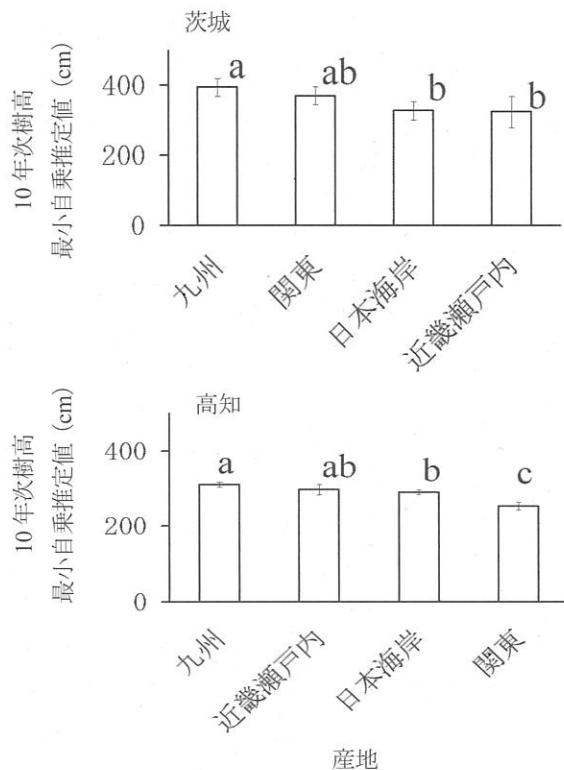 茨城
10年次樹高
最小自乗推定値 (cm)
400
200
0
a
ab
b
b
九州
関東
日本海岸
近畿瀬戸内
高知
10年次樹高
最小自乗推定値 (cm)
400
200
0
a
ab
b
c
九州
近畿瀬戸内
日本海岸
関東
産地